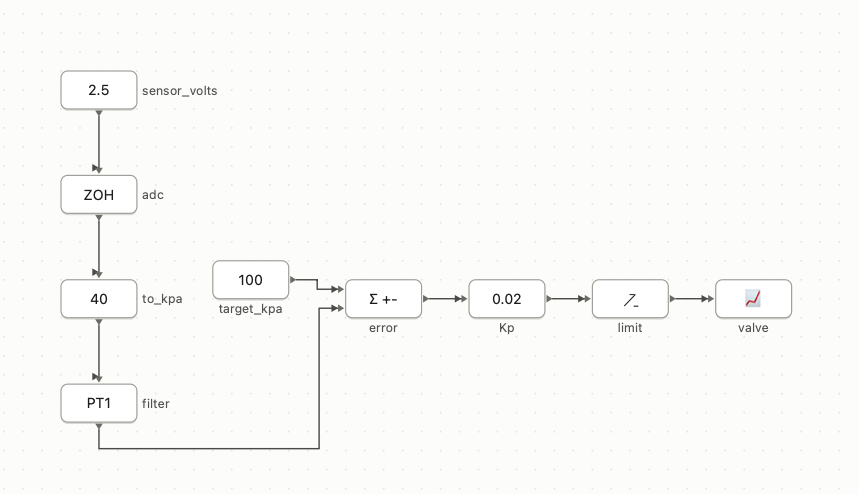 2.5
sensor_volts
ZOH
adc
40
to_kpa
PT1
filter
100
target_kpa
Σ +-
error
0.02
Kp
limit
valve